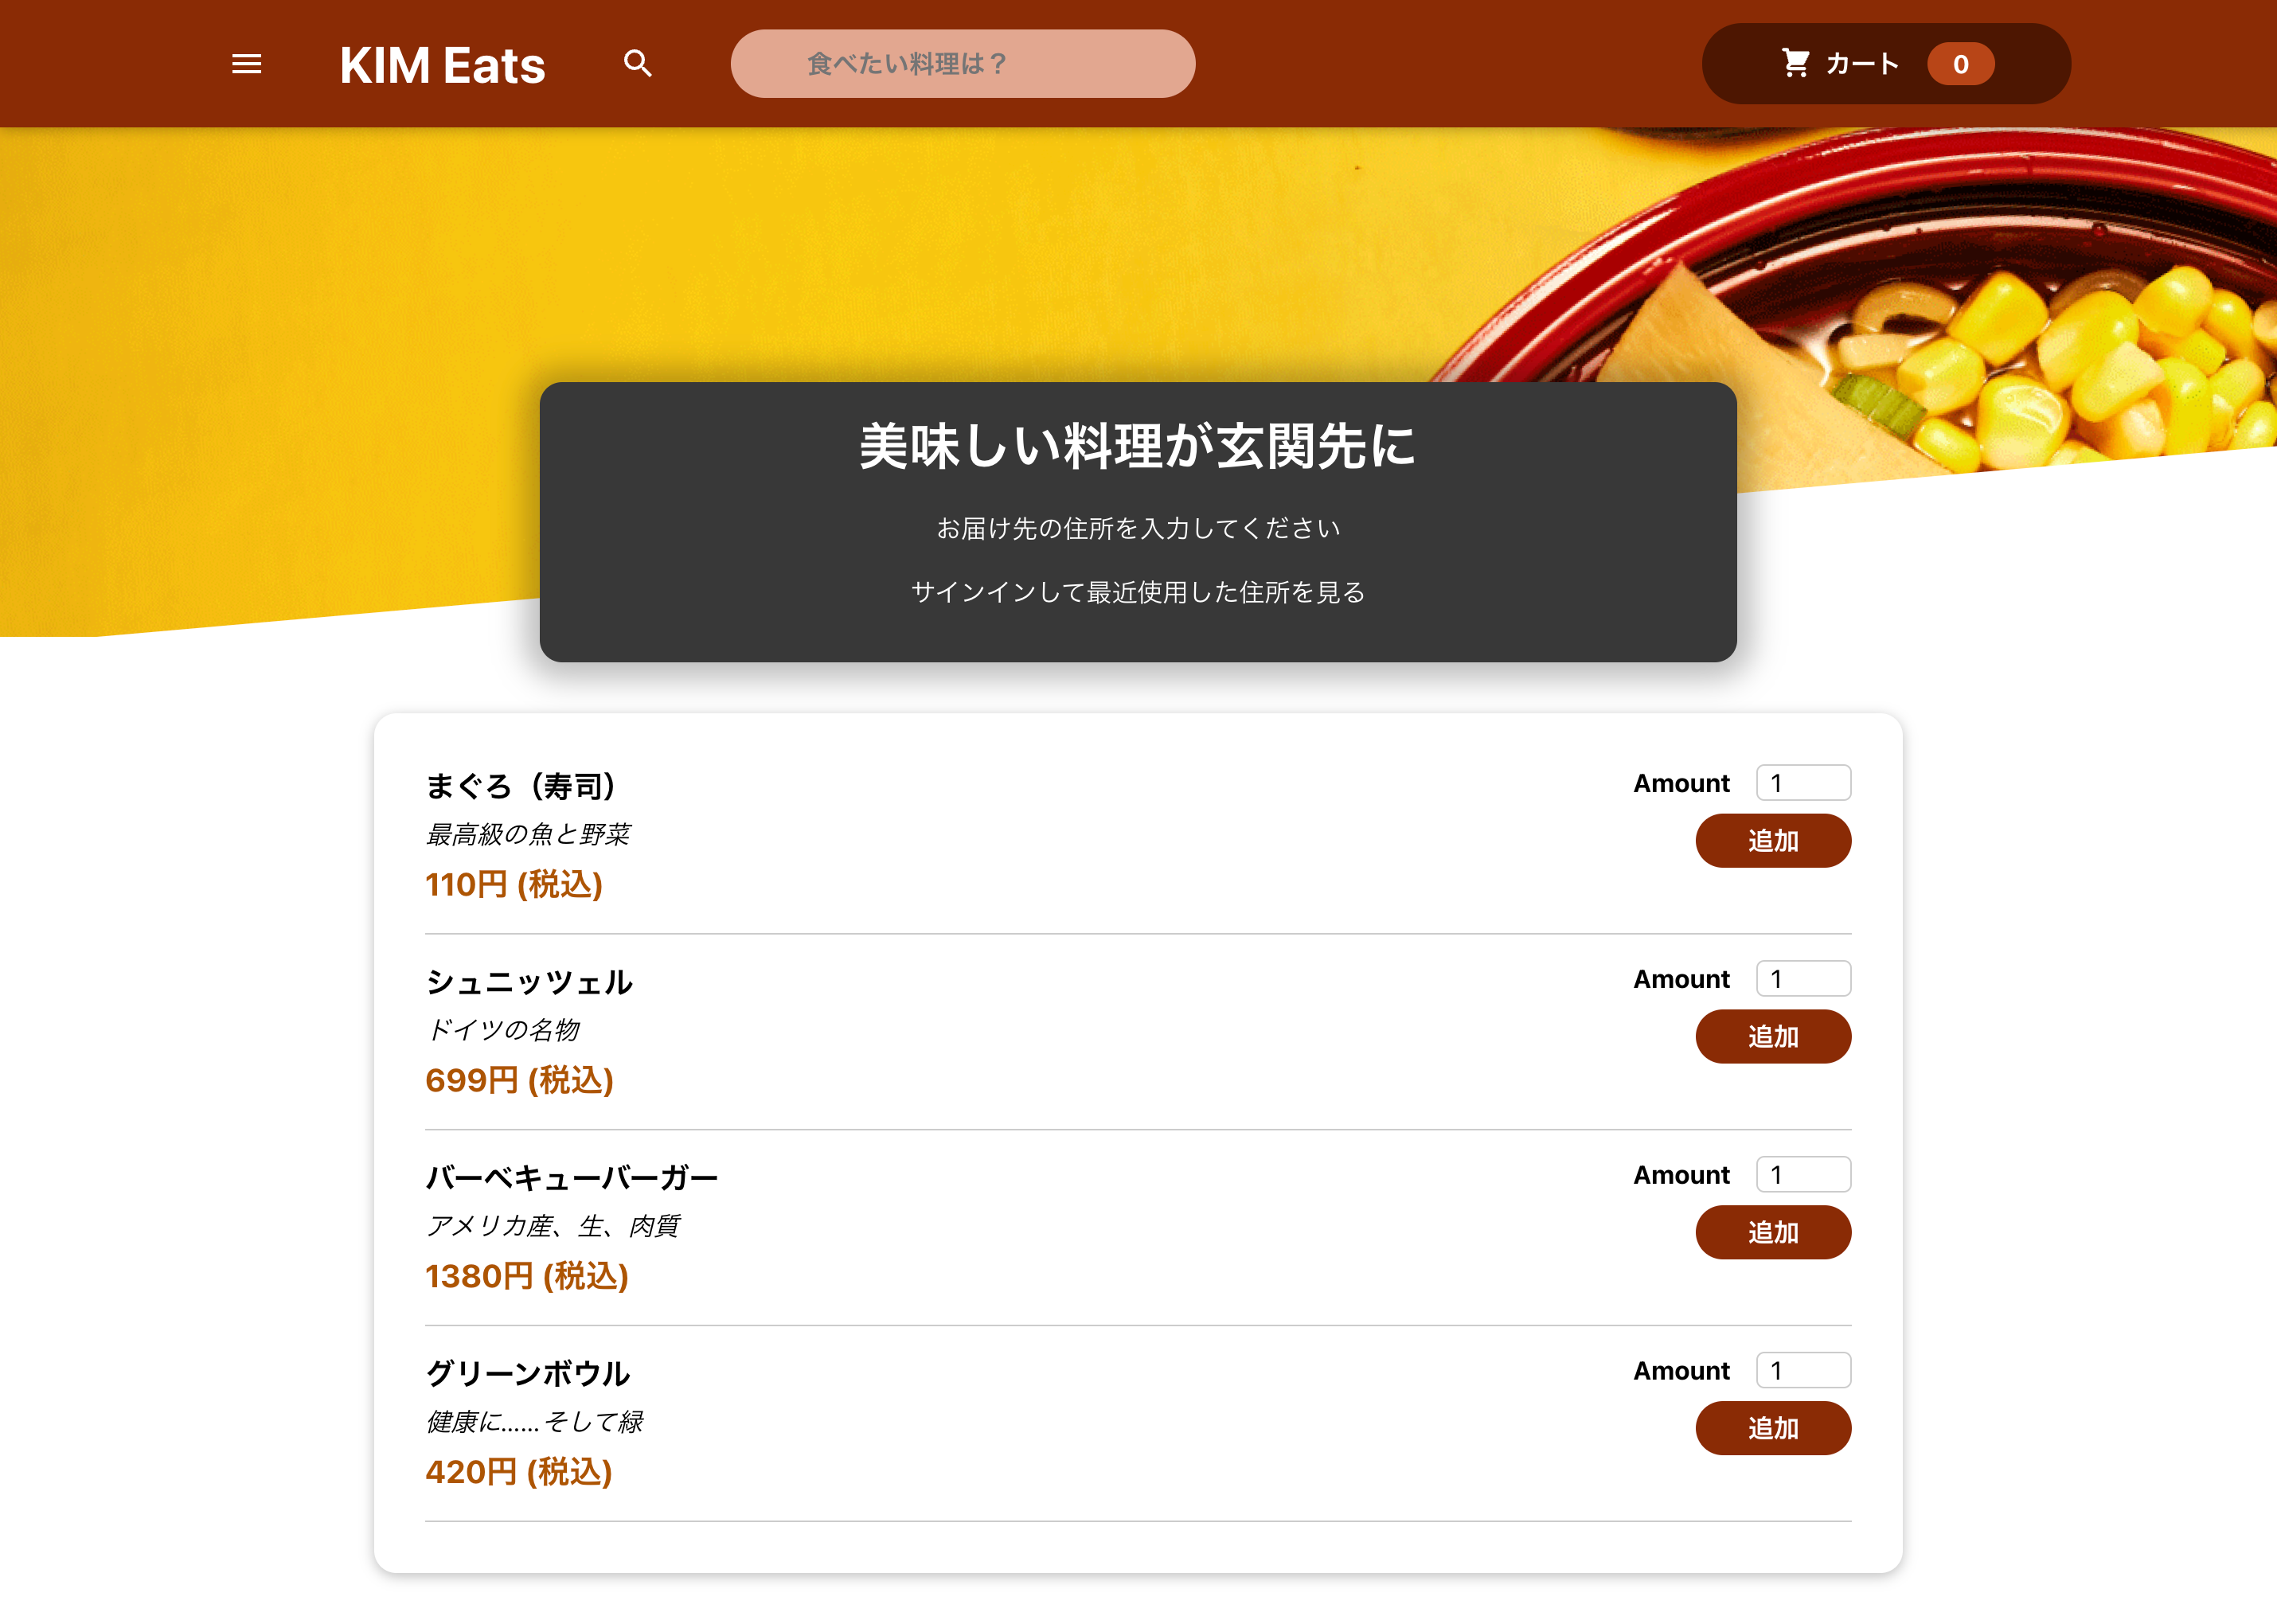 KIM Eats
食べたい料理は？
カート 0
美味しい料理が玄関先に
お届け先の住所を入力してください
サインインして最近使用した住所を見る
まぐろ（寿司）
最高級の魚と野菜
110円 (税込)
Amount 1
追加
シュニッツェル
ドイツの名物
699円 (税込)
Amount 1
追加
バーベキューバーガー
アメリカ産、生、肉質
1380円 (税込)
Amount 1
追加
グリーンボウル
健康に……そして緑
420円 (税込)
Amount 1
追加